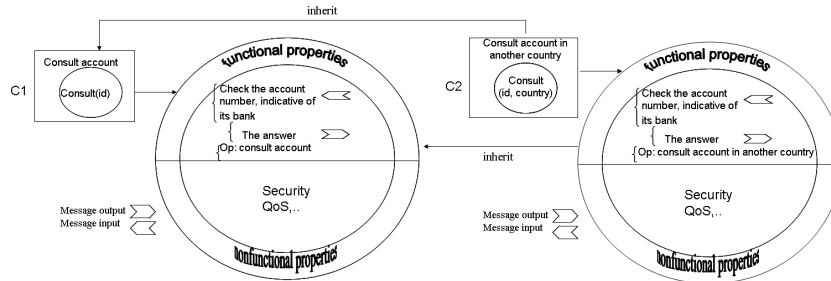 inherit
C1
Consult account
Consult(id)
functional properties
Check the account
number, indicative of
its bank
The answer
Op: consult account
Security
QoS,..
nonfunctional properties
Message output
Message input
C2
Consult account in
another country
Consult
(id, country)
inherit
functional properties
Check the account
number, indicative of
its bank
The answer
Op: consult account in another country
Security
QoS,..
nonfunctional properties
Message output
Message input